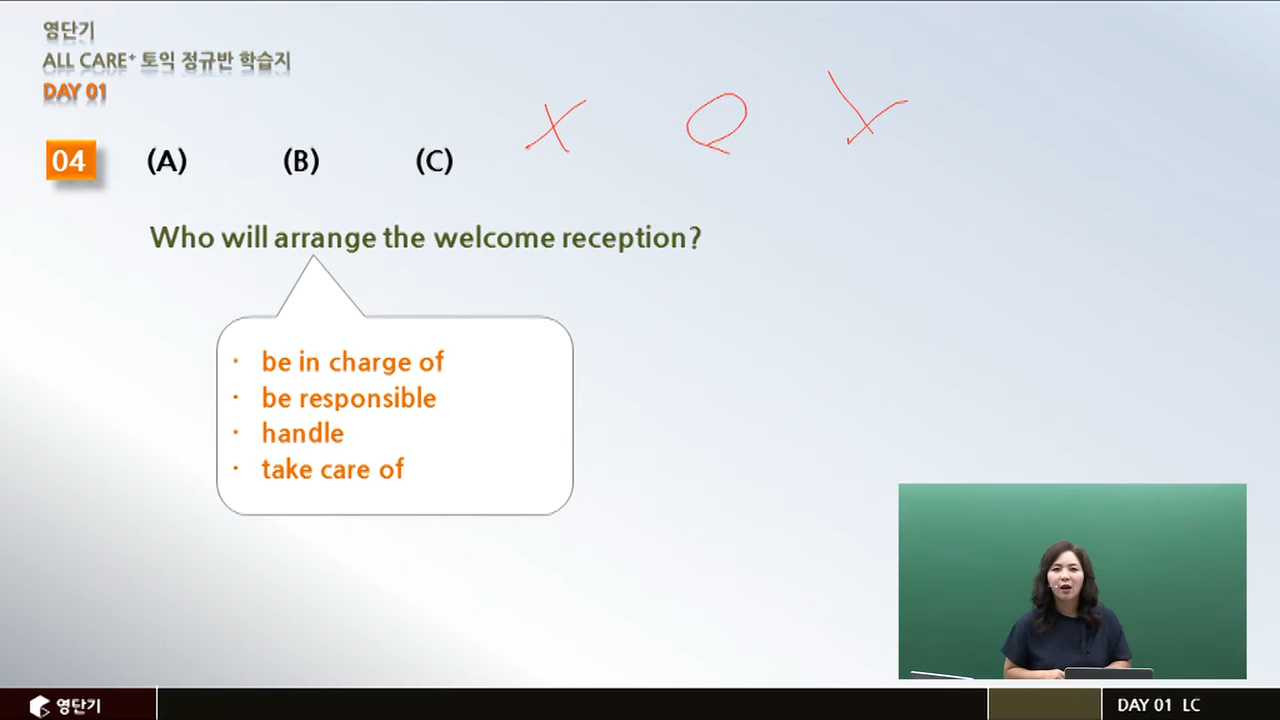 영단기
ALL CARE⁺ 토익 정규반 학습지
DAY 01
X O X
04 (A) (B) (C)
Who will arrange the welcome reception?
· be in charge of
· be responsible
· handle
· take care of
영단기
DAY 01 LC